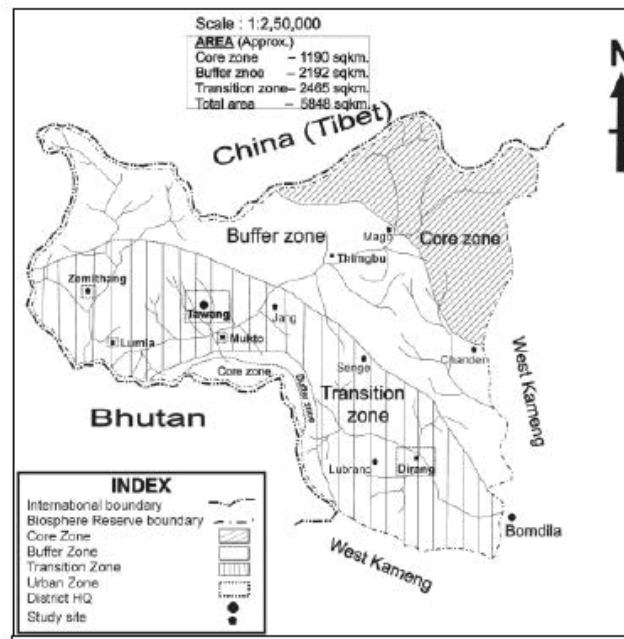 Scale : 1:2,50,000
AREA (Approx.)
Core zone – 1190 sqkm.
Buffer znoe – 2192 sqkm.
Transition zone– 2465 sqkm.
Total area – 5848 sqkm.
N
China (Tibet)
Buffer zone
Mago
Core zone
Thimgbu
Zemithang
Tawang
Jang
Lumla
Mukto
Chanden
Senge
Core zone
Buffer zone
West Kameng
Bhutan
Transition
zone
Lubrang
Dirang
Bomdila
West Kameng
INDEX
International boundary
Biosphere Reserve boundary
Core Zone
Buffer Zone
Transition Zone
Urban Zone
District HQ
Study site